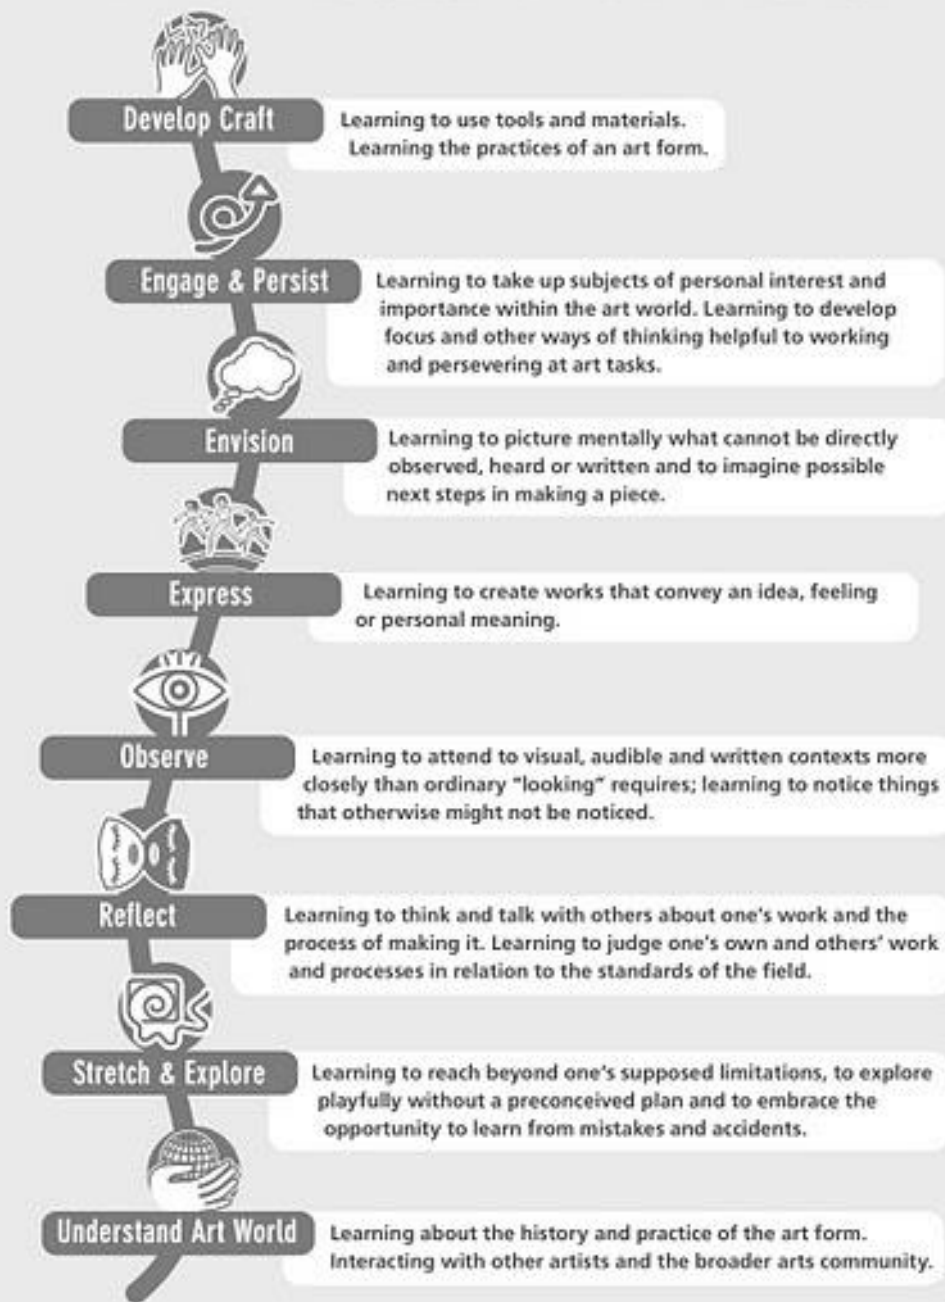 Develop Craft
Learning to use tools and materials.
Learning the practices of an art form.
Engage & Persist
Learning to take up subjects of personal interest and
importance within the art world. Learning to develop
focus and other ways of thinking helpful to working
and persevering at art tasks.
Envision
Learning to picture mentally what cannot be directly
observed, heard or written and to imagine possible
next steps in making a piece.
Express
Learning to create works that convey an idea, feeling
or personal meaning.
Observe
Learning to attend to visual, audible and written contexts more
closely than ordinary "looking" requires; learning to notice things
that otherwise might not be noticed.
Reflect
Learning to think and talk with others about one's work and the
process of making it. Learning to judge one's own and others' work
and processes in relation to the standards of the field.
Stretch & Explore
Learning to reach beyond one's supposed limitations, to explore
playfully without a preconceived plan and to embrace the
opportunity to learn from mistakes and accidents.
Understand Art World
Learning about the history and practice of the art form.
Interacting with other artists and the broader arts community.